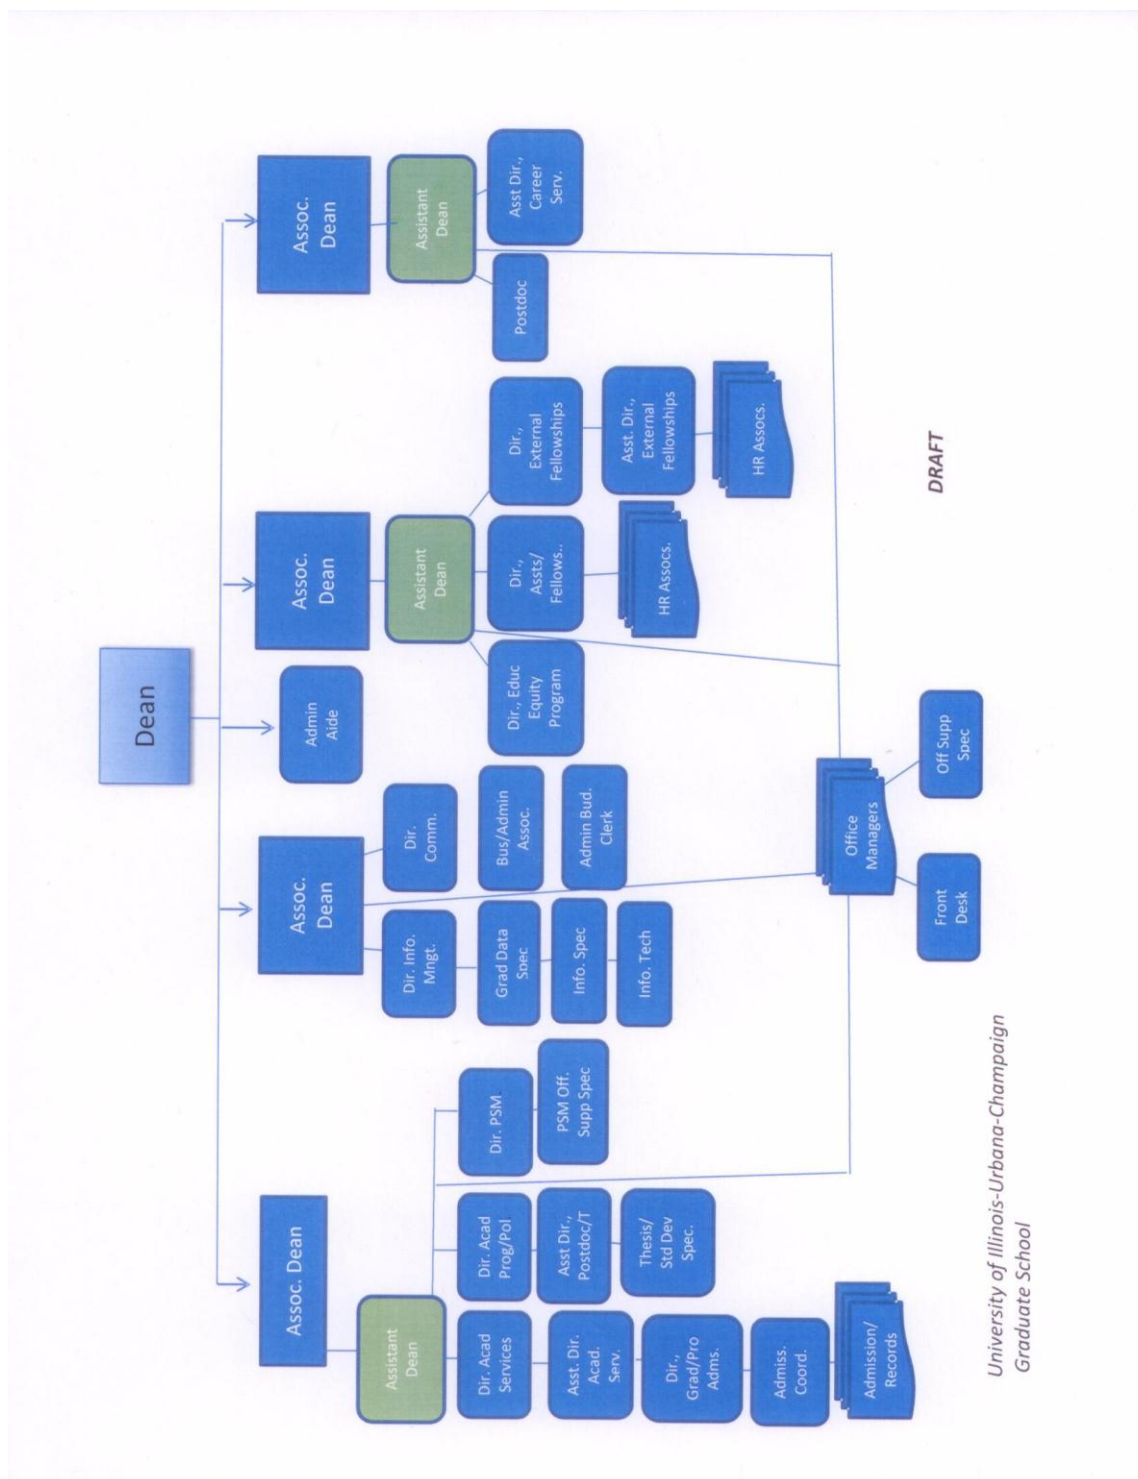 Dean
Assoc. Dean
Assoc.
Dean
Admin
Aide
Assoc.
Dean
Assoc.
Dean
Assistant
Dean
Dir. Acad
Services
Asst. Dir.
Acad.
Serv.
Dir.,
Grad/Pro
Adms.
Admiss.
Coord.
Admission/
Records
Dir. Acad
Prog/Pol
Asst Dir.,
Postdoc/T
Thesis/
Std Dev
Spec.
Dir. PSM.
PSM Off.
Supp Spec
Dir. Info.
Mngt.
Grad Data
Spec
Info. Spec
Info. Tech
Dir.
Comm.
Bus/Admin
Assoc.
Admin Bud.
Clerk
Assistant
Dean
Dir., Educ
Equity
Program
Dir.,
Assts/
Fellows..
HR Assocs.
Dir.,
External
Fellowships
Asst. Dir.,
External
Fellowships
HR Assocs.
Assistant
Dean
Postdoc
Asst Dir.,
Career
Serv.
Office
Managers
Front
Desk
Off Supp
Spec
University of Illinois-Urbana-Champaign
Graduate School
DRAFT